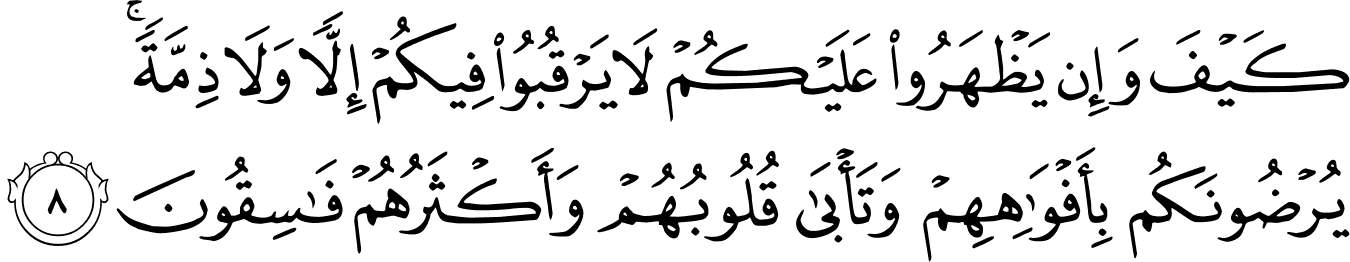 كَيْفَ وَإِن يَظْهَرُوا۟ عَلَيْكُمْ لَا يَرْقُبُوا۟ فِيكُمْ إِلًّا وَلَا ذِمَّةً ۚ
يُرْضُونَكُم بِأَفْوَٰهِهِمْ وَتَأْبَىٰ قُلُوبُهُمْ وَأَكْثَرُهُمْ فَـٰسِقُونَ ٨